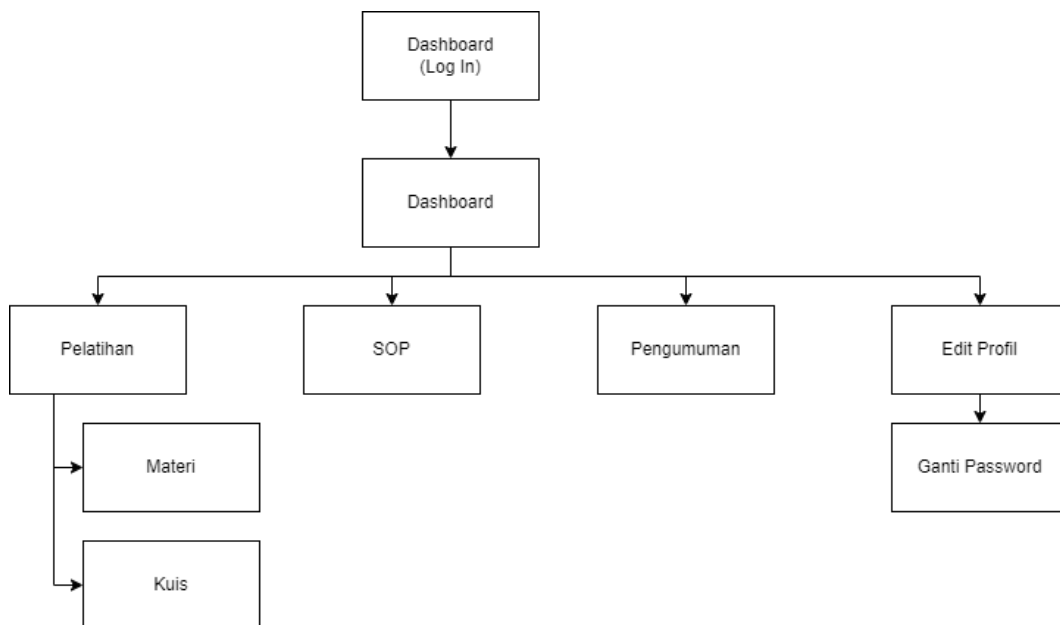 Dashboard
(Log In)
Dashboard
Pelatihan
SOP
Pengumuman
Edit Profil
Materi
Ganti Password
Kuis